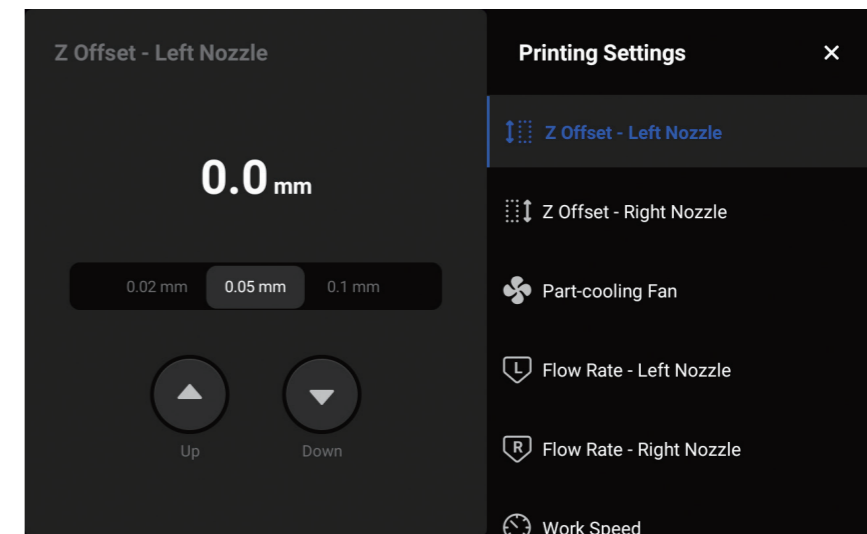 Z Offset - Left Nozzle
0.0 mm
0.02 mm 0.05 mm 0.1 mm
Up Down
Printing Settings
Z Offset - Left Nozzle
Z Offset - Right Nozzle
Part-cooling Fan
L Flow Rate - Left Nozzle
R Flow Rate - Right Nozzle
Work Speed